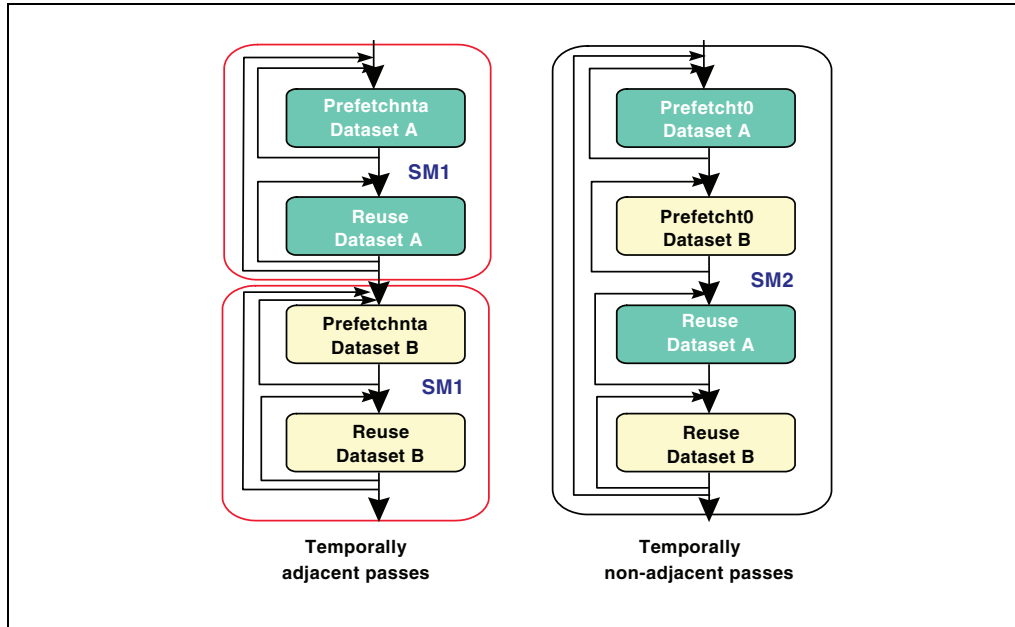 Prefetchnta
Dataset A
SM1
Reuse
Dataset A
Prefetchnta
Dataset B
SM1
Reuse
Dataset B
Temporally
adjacent passes
Prefetcht0
Dataset A
Prefetcht0
Dataset B
SM2
Reuse
Dataset A
Reuse
Dataset B
Temporally
non-adjacent passes